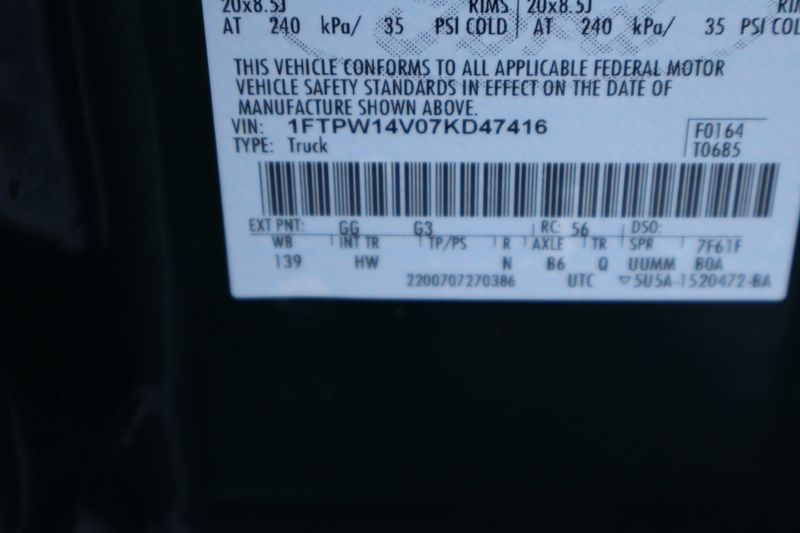 20x8.5J RIMS 20x8.5J
AT 240 kPa/ 35 PSI COLD AT 240 kPa/ 35 PSI COL
THIS VEHICLE CONFORMS TO ALL APPLICABLE FEDERAL MOTOR
VEHICLE SAFETY STANDARDS IN EFFECT ON THE DATE OF
MANUFACTURE SHOWN ABOVE.
VIN: 1FTPW14V07KD47416 F0164
TYPE: Truck T0685
EXT PNT: GG G3 RC: 56 DSO:
WB INT TR TP/PS R AXLE TR SPR 7F61F
139 HW N B6 Q UUMM BOA
2200707270386 UTC ▽5U5A-1520472-BA